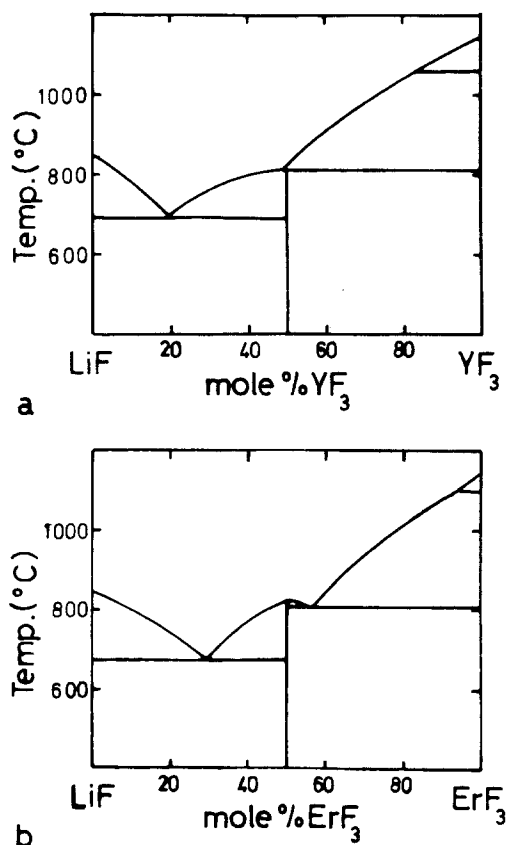 1000
800
600
Temp.(°C)
20 40 60 80
LiF YF₃
mole % YF₃
a
1000
800
600
Temp.(°C)
20 40 60 80
LiF ErF₃
mole % ErF₃
b